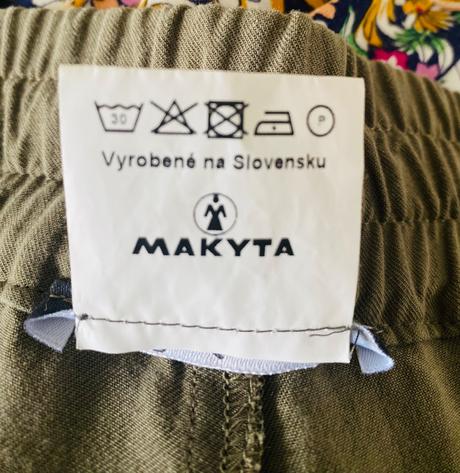 30 P
Vyrobené na Slovensku
MAKYTA